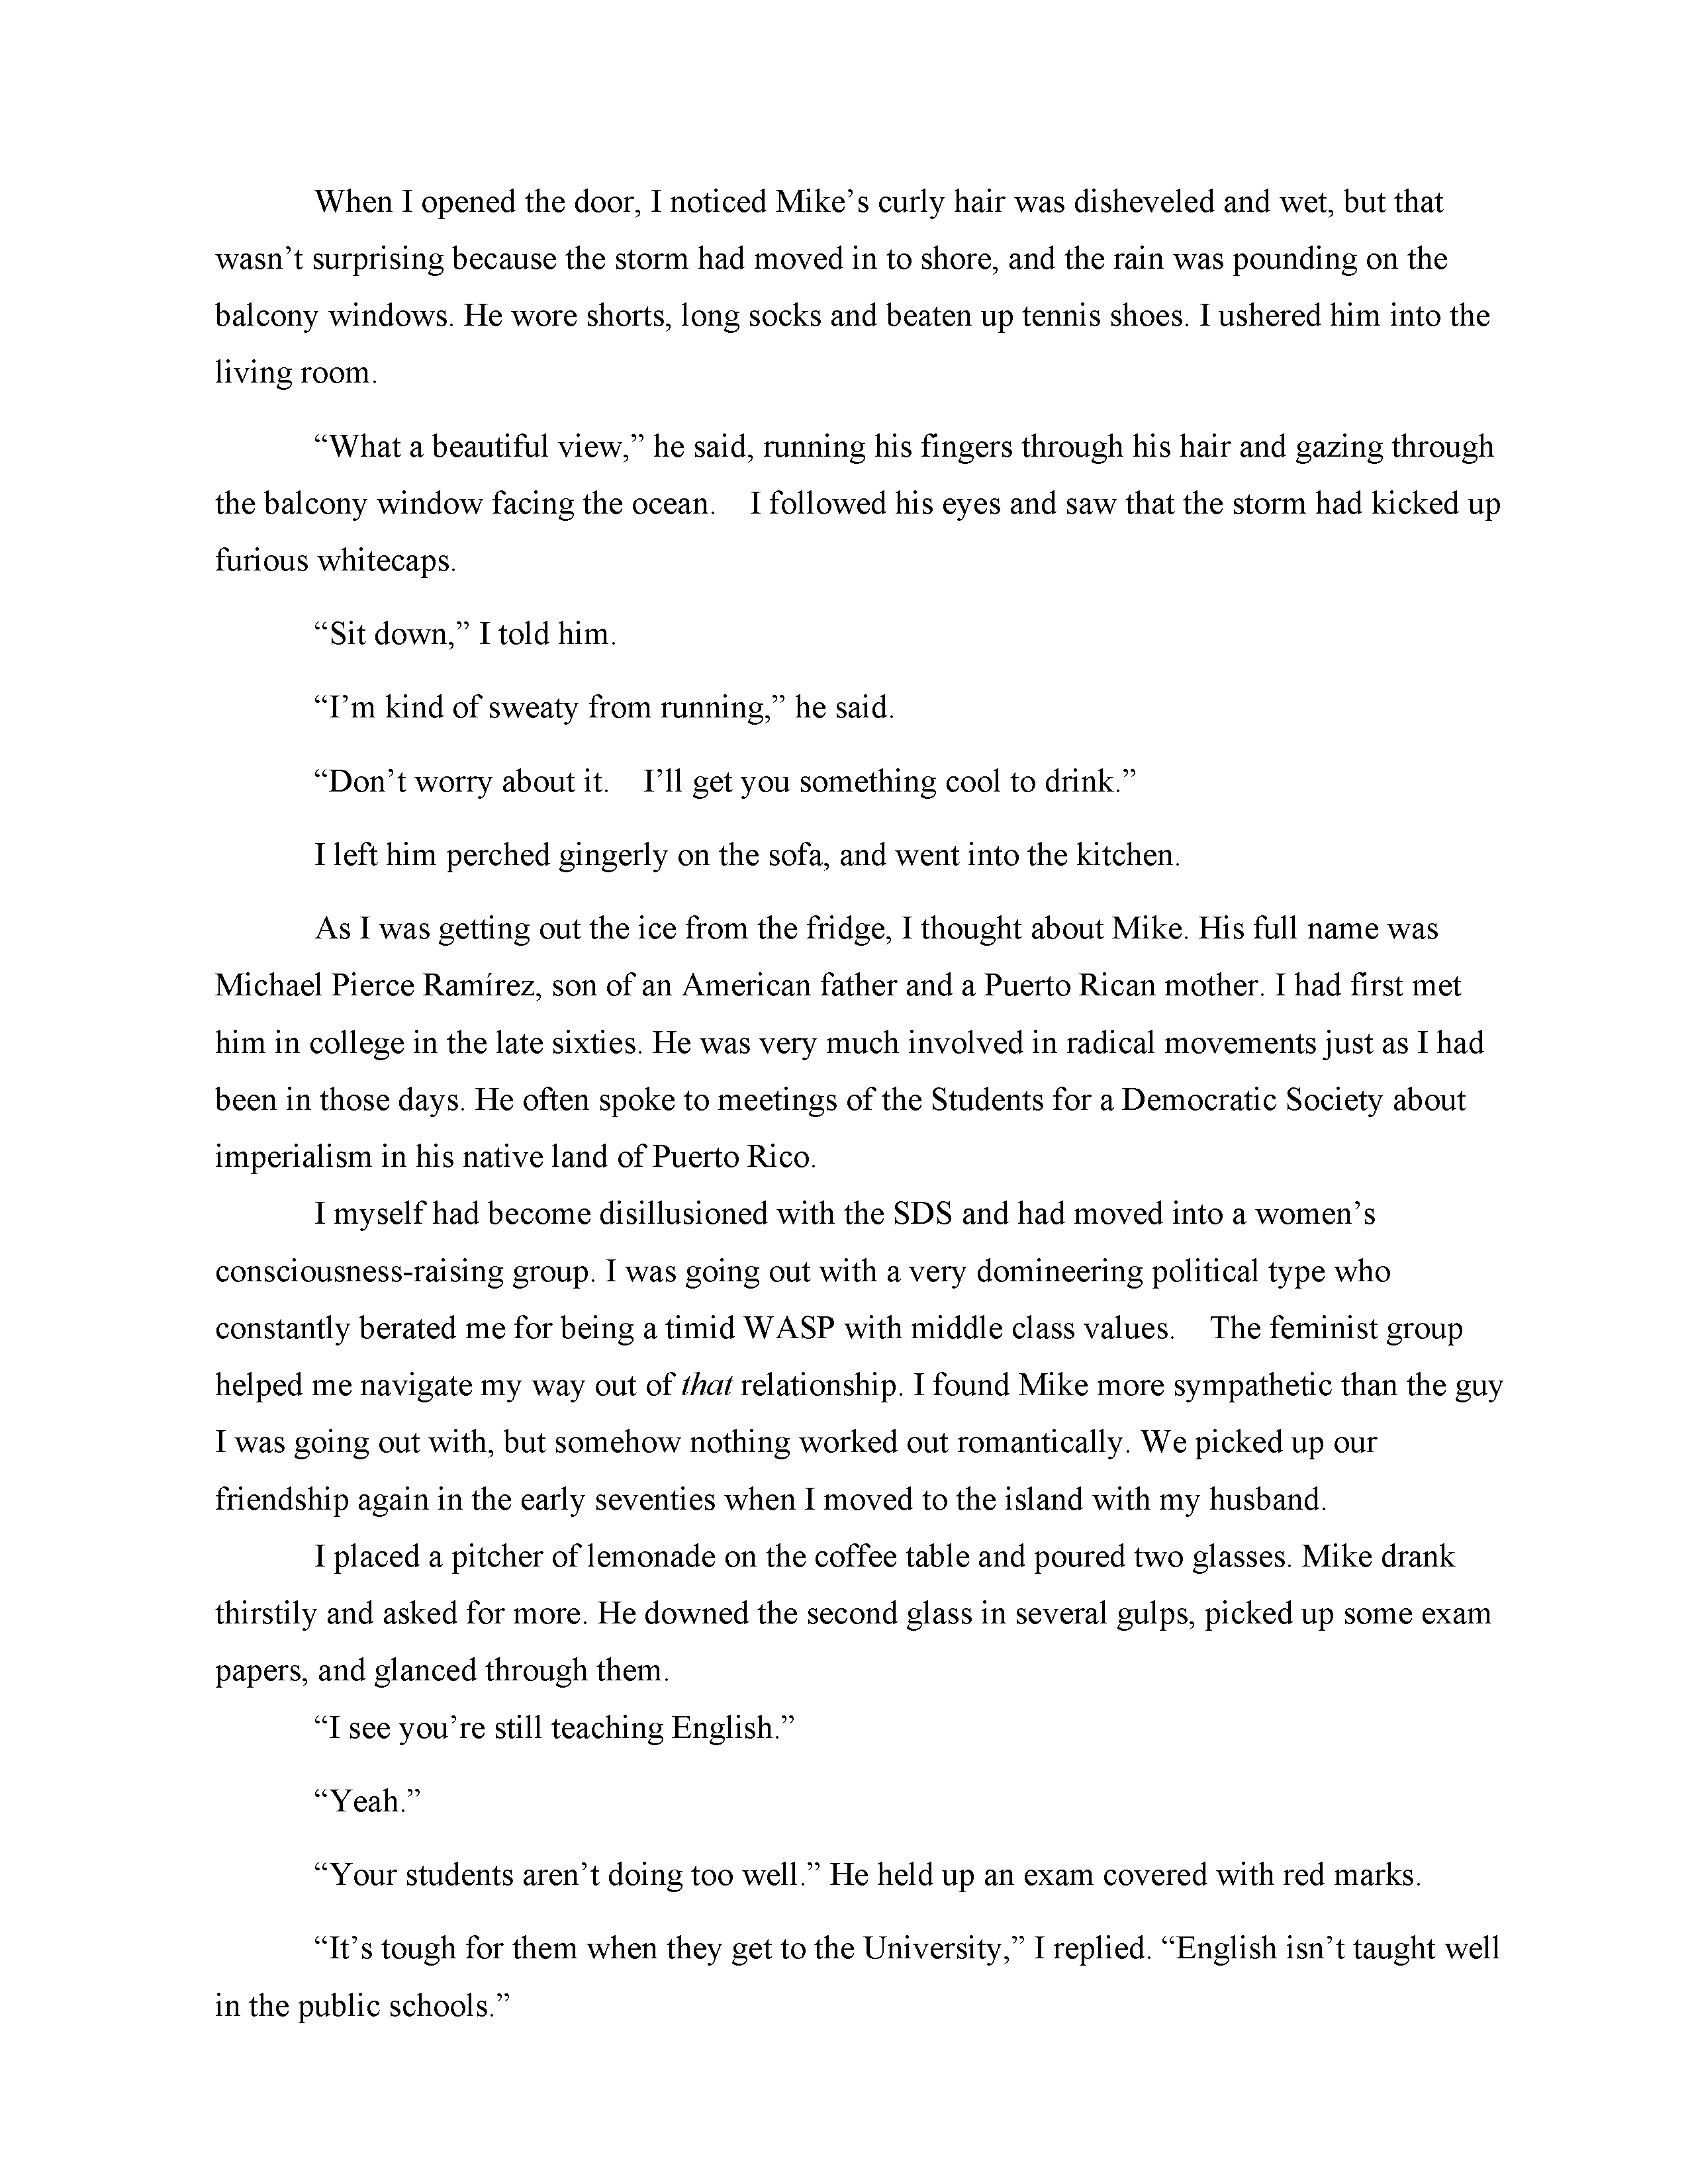 When I opened the door, I noticed Mike’s curly hair was disheveled and wet, but that
wasn’t surprising because the storm had moved in to shore, and the rain was pounding on the
balcony windows. He wore shorts, long socks and beaten up tennis shoes. I ushered him into the
living room.
“What a beautiful view,” he said, running his fingers through his hair and gazing through
the balcony window facing the ocean. I followed his eyes and saw that the storm had kicked up
furious whitecaps.
“Sit down,” I told him.
“I’m kind of sweaty from running,” he said.
“Don’t worry about it. I’ll get you something cool to drink.”
I left him perched gingerly on the sofa, and went into the kitchen.
As I was getting out the ice from the fridge, I thought about Mike. His full name was
Michael Pierce Ramírez, son of an American father and a Puerto Rican mother. I had first met
him in college in the late sixties. He was very much involved in radical movements just as I had
been in those days. He often spoke to meetings of the Students for a Democratic Society about
imperialism in his native land of Puerto Rico.
I myself had become disillusioned with the SDS and had moved into a women’s
consciousness-raising group. I was going out with a very domineering political type who
constantly berated me for being a timid WASP with middle class values. The feminist group
helped me navigate my way out of that relationship. I found Mike more sympathetic than the guy
I was going out with, but somehow nothing worked out romantically. We picked up our
friendship again in the early seventies when I moved to the island with my husband.
I placed a pitcher of lemonade on the coffee table and poured two glasses. Mike drank
thirstily and asked for more. He downed the second glass in several gulps, picked up some exam
papers, and glanced through them.
“I see you’re still teaching English.”
“Yeah.”
“Your students aren’t doing too well.” He held up an exam covered with red marks.
“It’s tough for them when they get to the University,” I replied. “English isn’t taught well
in the public schools.”